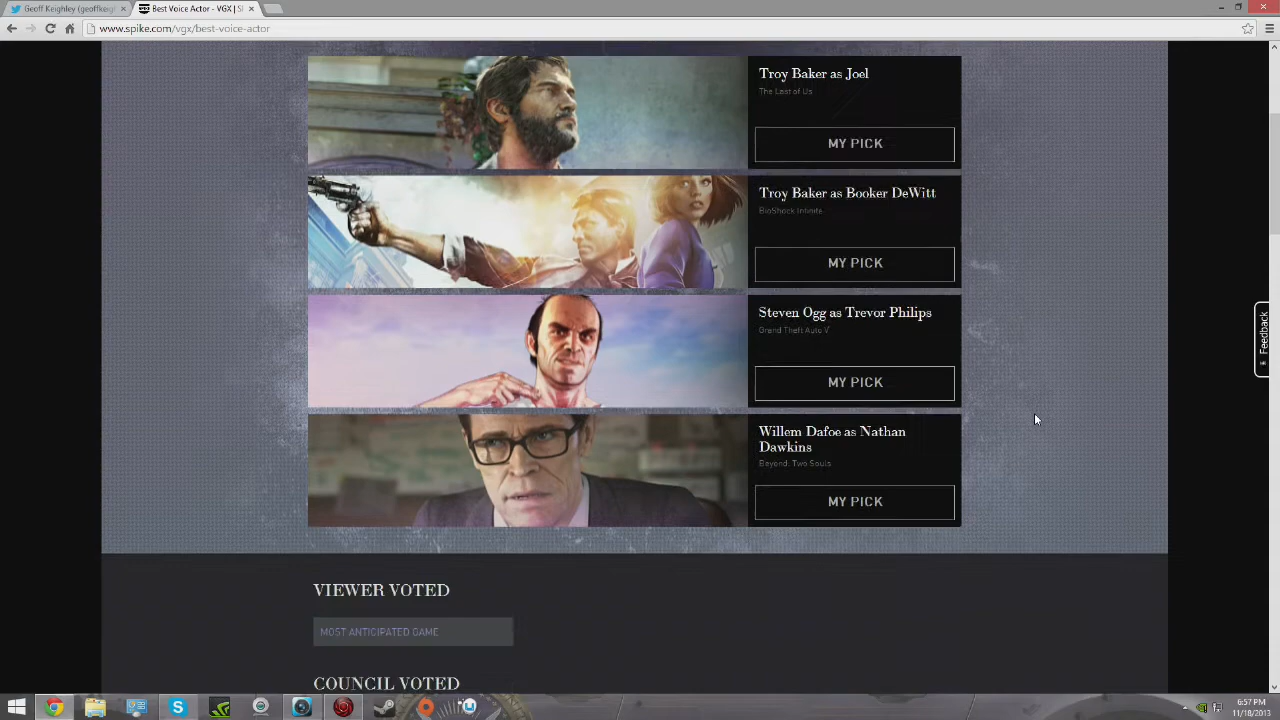 Geoff Keighley (geoffkeigl
Best Voice Actor - VGX | S
www.spike.com/vgx/best-voice-actor
Troy Baker as Joel
The Last of Us
MY PICK
Troy Baker as Booker DeWitt
BioShock Infinite
MY PICK
Steven Ogg as Trevor Philips
Grand Theft Auto V
MY PICK
Willem Dafoe as Nathan
Dawkins
Beyond: Two Souls
MY PICK
Feedback
VIEWER VOTED
MOST ANTICIPATED GAME
COUNCIL VOTED
6:57 PM
11/18/2013